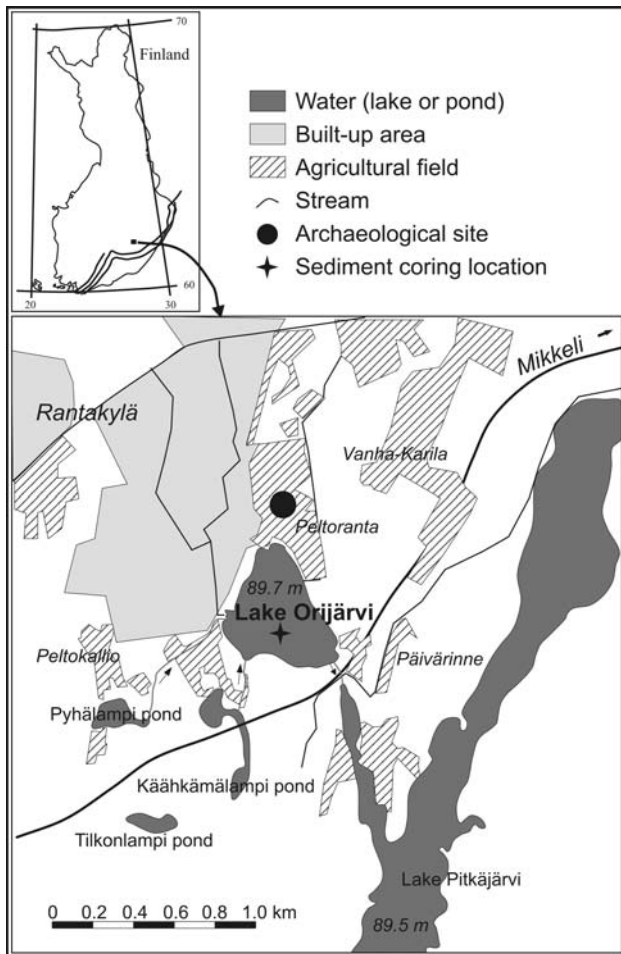 70
Finland
60
20
30
Water (lake or pond)
Built-up area
Agricultural field
Stream
Archaeological site
Sediment coring location
Mikkeli
Rantakylä
Vanha-Karila
Peltoranta
89.7 m
Lake Orijärvi
Peltokallio
Päivärinne
Pyhälampi pond
Käähkämälampi pond
Tilkonlampi pond
Lake Pitkäjärvi
0 0.2 0.4 0.6 0.8 1.0 km
89.5 m